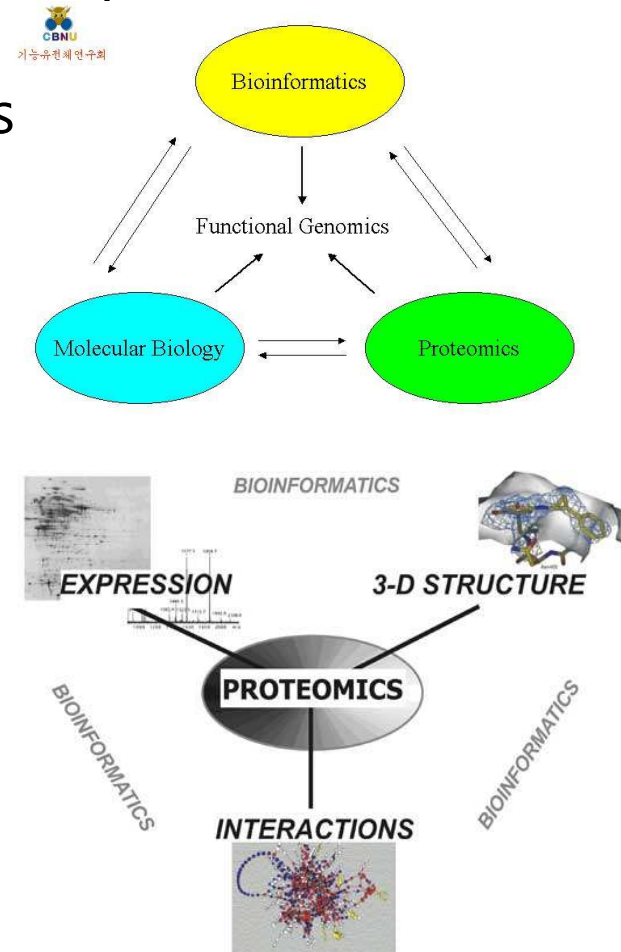 CBNU
기능유전체연구회
s
Bioinformatics
Functional Genomics
Molecular Biology
Proteomics
BIOINFORMATICS
EXPRESSION
3-D STRUCTURE
PROTEOMICS
BIOINFORMATICS
BIOINFORMATICS
INTERACTIONS